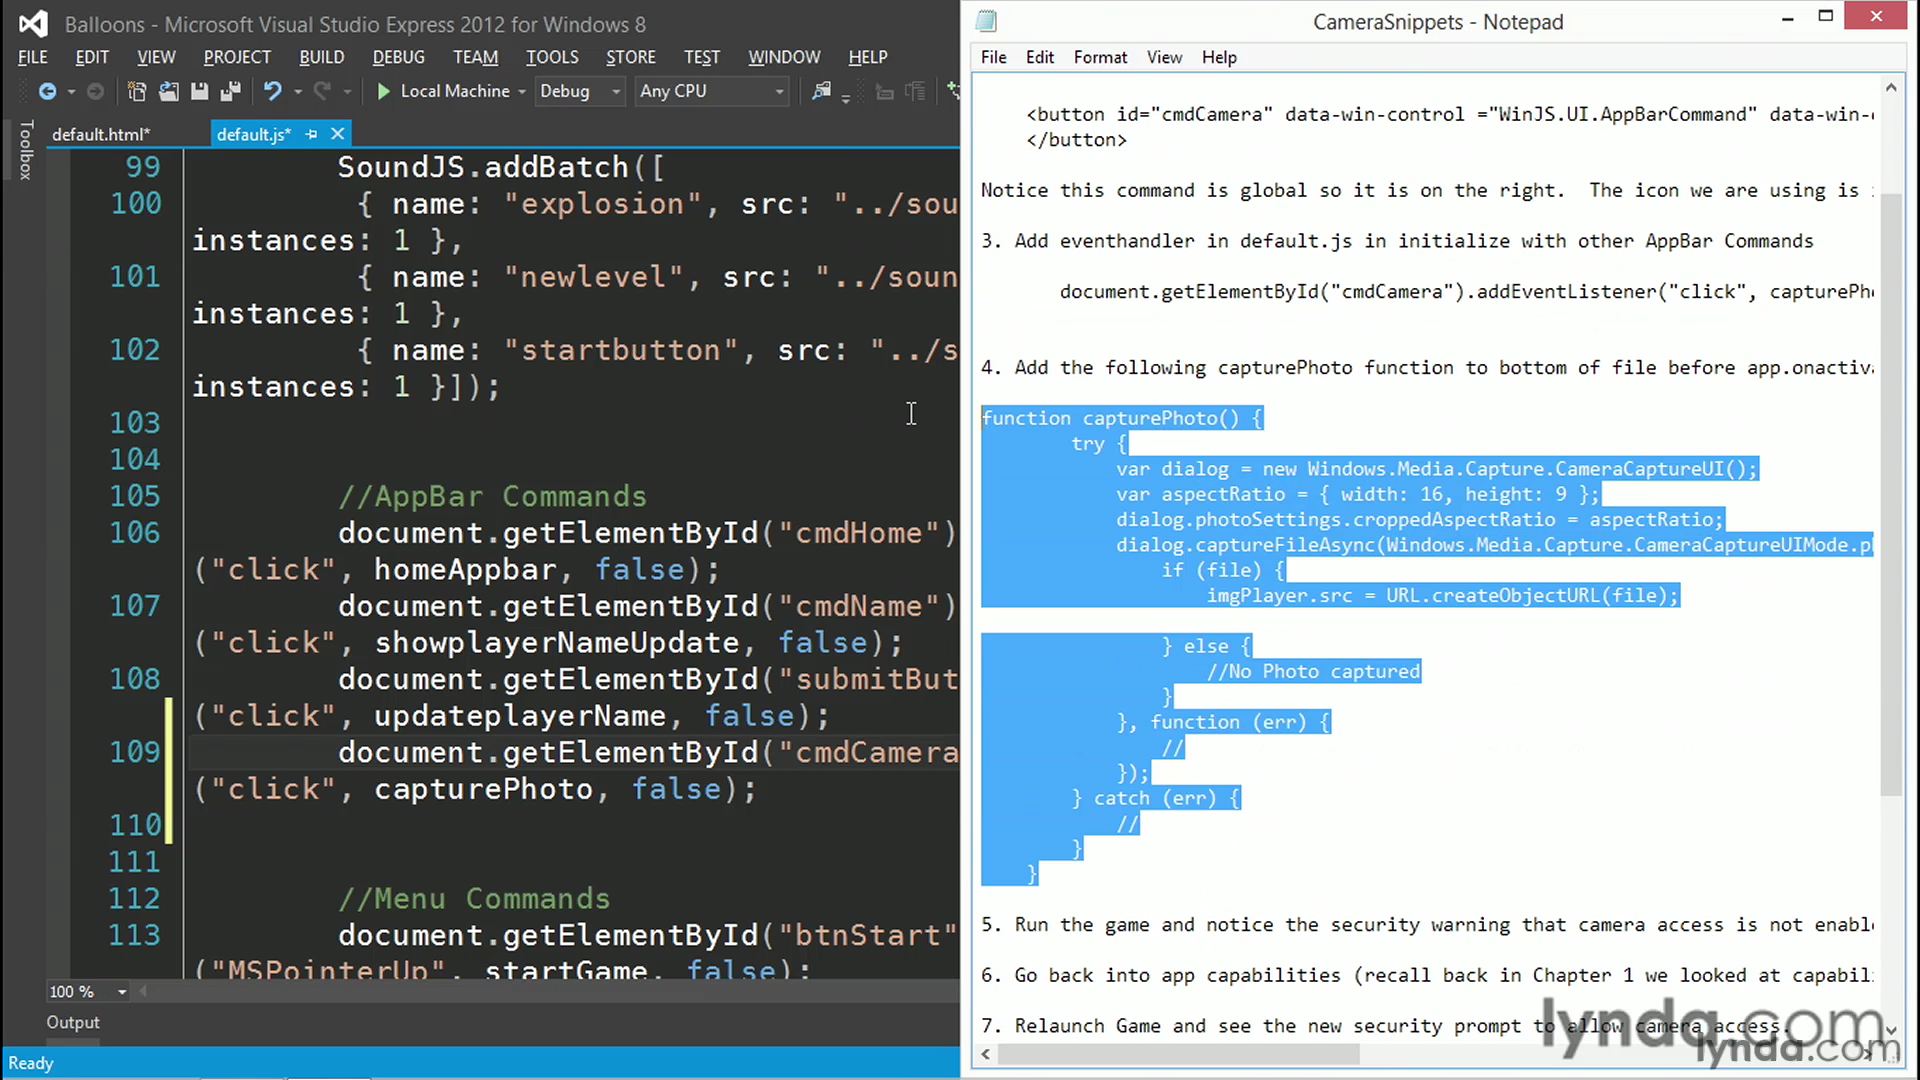 Balloons - Microsoft Visual Studio Express 2012 for Windows 8
FILE EDIT VIEW PROJECT BUILD DEBUG TEAM TOOLS STORE TEST WINDOW HELP
Local Machine Debug Any CPU
Toolbox
default.html* default.js*
99 SoundJS.addBatch([
100 { name: "explosion", src: "../sou
instances: 1 },
101 { name: "newlevel", src: "../soun
instances: 1 },
102 { name: "startbutton", src: "../s
instances: 1 }]);
103
104
105 //AppBar Commands
106 document.getElementById("cmdHome")
("click", homeAppbar, false);
107 document.getElementById("cmdName")
("click", showplayerNameUpdate, false);
108 document.getElementById("submitBut
("click", updateplayerName, false);
109 document.getElementById("cmdCamera
("click", capturePhoto, false);
110
111
112 //Menu Commands
113 document.getElementById("btnStart"
("MSPointerUp", startGame, false);
100 %
Output
Ready
CameraSnippets - Notepad
File Edit Format View Help
<button id="cmdCamera" data-win-control ="WinJS.UI.AppBarCommand" data-win-
</button>
Notice this command is global so it is on the right.  The icon we are using is
3. Add eventhandler in default.js in initialize with other AppBar Commands
document.getElementById("cmdCamera").addEventListener("click", capturePh
4. Add the following capturePhoto function to bottom of file before app.onactiva
function capturePhoto() {
try {
var dialog = new Windows.Media.Capture.CameraCaptureUI();
var aspectRatio = { width: 16, height: 9 };
dialog.photoSettings.croppedAspectRatio = aspectRatio;
dialog.captureFileAsync(Windows.Media.Capture.CameraCaptureUIMode.p
if (file) {
imgPlayer.src = URL.createObjectURL(file);
} else {
//No Photo captured
}
}, function (err) {
//
});
} catch (err) {
//
}
}
5. Run the game and notice the security warning that camera access is not enabl
6. Go back into app capabilities (recall back in Chapter 1 we looked at capabil
7. Relaunch Game and see the new security prompt to allow camera access.
lynda.com
lynda.com